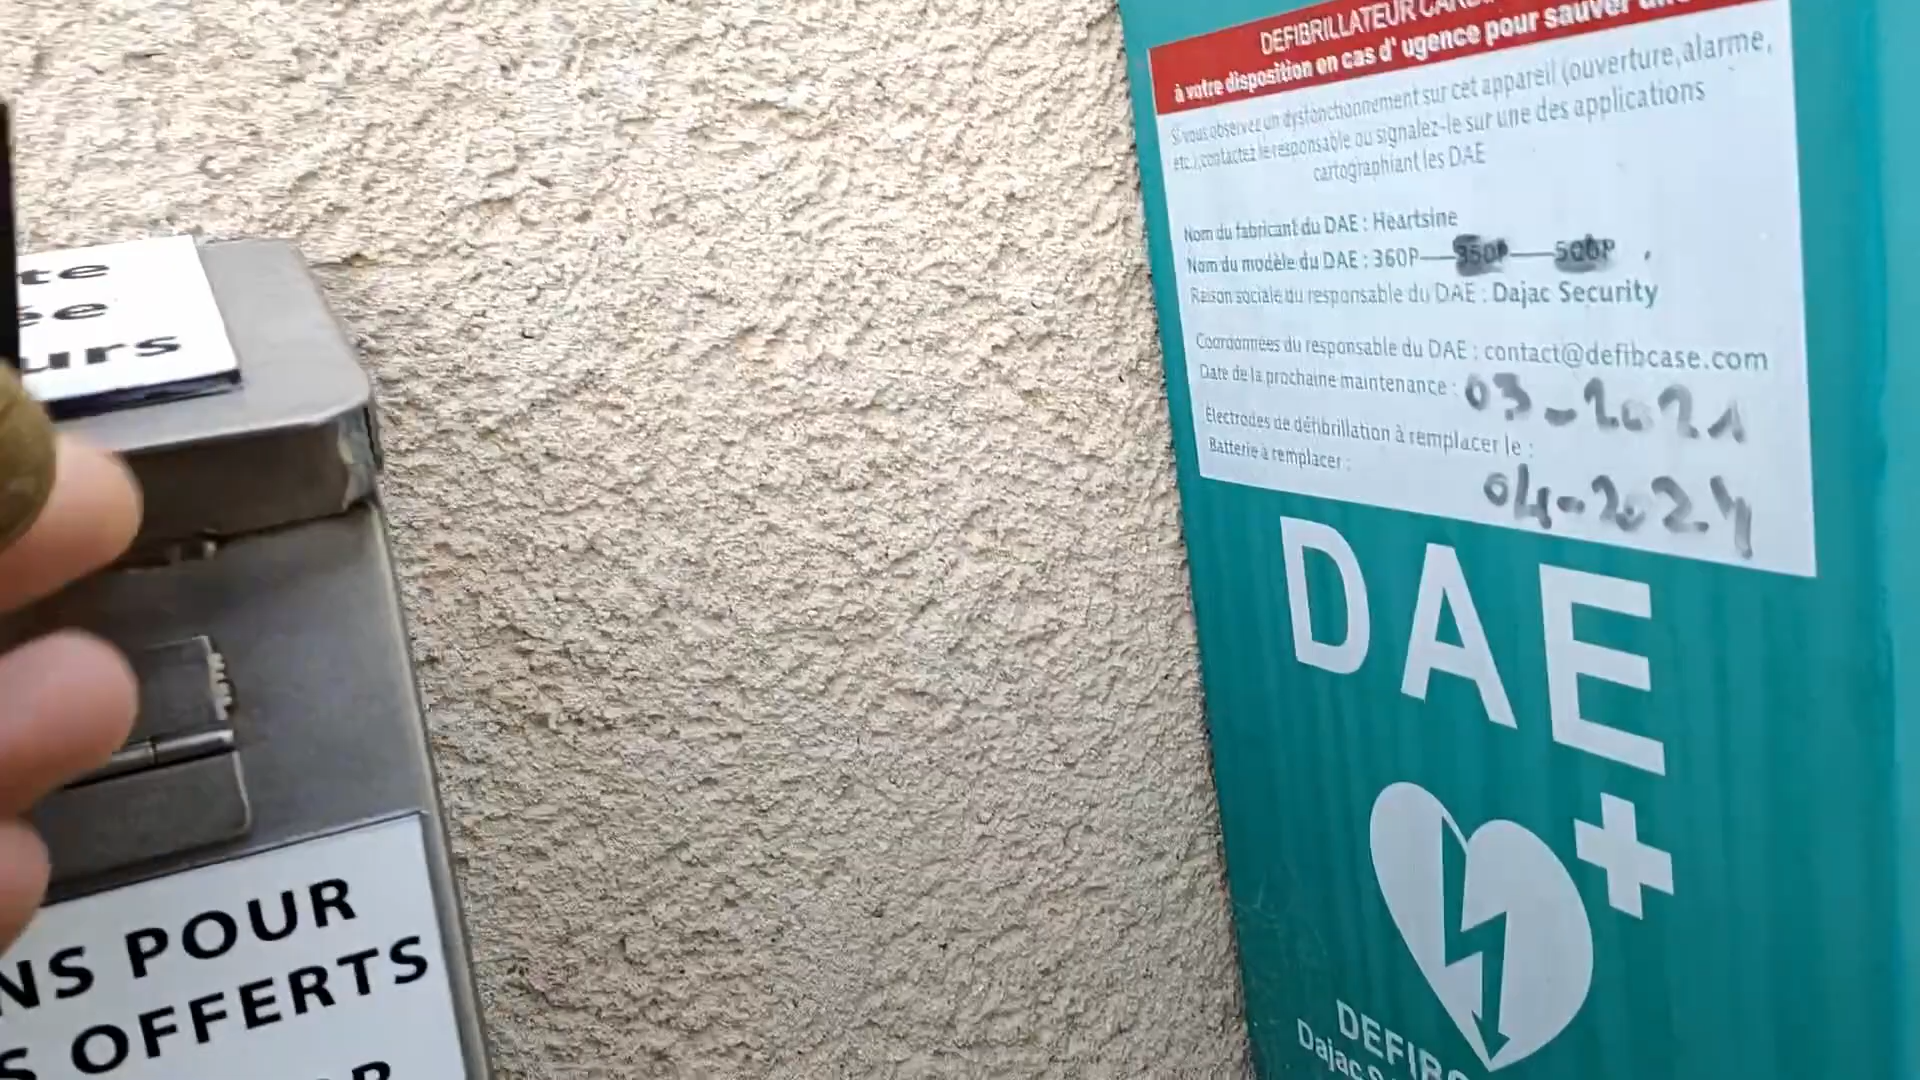 te
ée
urs
NS POUR
S OFFERTS
OR
DEFIBRILLATEUR
à votre disposition en cas d' ugence pour sauver
Si vous observez un dysfonctionnement sur cet appareil (ouverture, alarme,
etc.), contactez le responsable ou signalez-le sur une des applications
cartographiant les DAE
Nom du fabricant du DAE : Heartsine
Nom du modèle du DAE : 360P—350P—500P
Raison sociale du responsable du DAE : Dajac Security
Coordonnées du responsable du DAE : contact@defibcase.com
Date de la prochaine maintenance : 03-2021
Électrodes de défibrillation à remplacer le :
Batterie à remplacer : 04-2024
DAE
DEFIB
Dajac